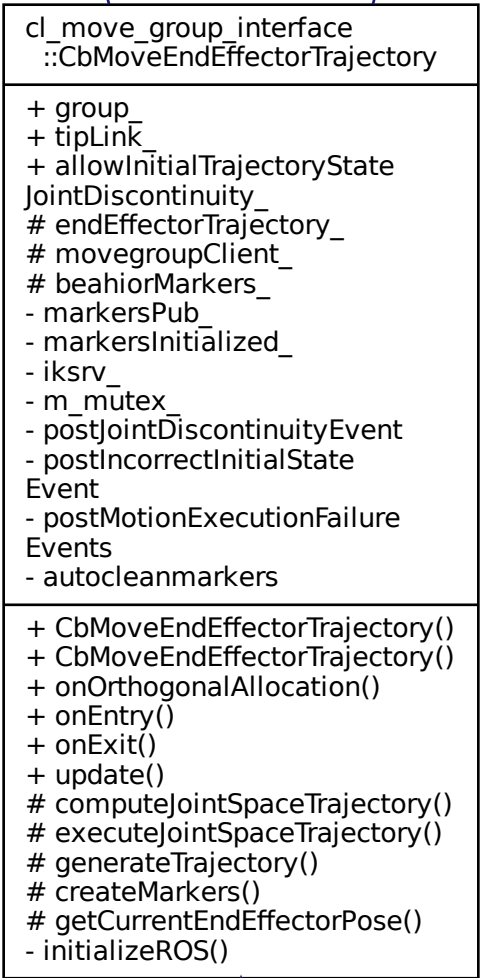 cl_move_group_interface
::CbMoveEndEffectorTrajectory
+ group_
+ tipLink_
+ allowInitialTrajectoryState
JointDiscontinuity_
# endEffectorTrajectory_
# movegroupClient_
# beahiorMarkers_
- markersPub_
- markersInitialized_
- iksrv_
- m_mutex_
- postJointDiscontinuityEvent
- postIncorrectInitialState
Event
- postMotionExecutionFailure
Events
- autocleanmarkers
+ CbMoveEndEffectorTrajectory()
+ CbMoveEndEffectorTrajectory()
+ onOrthogonalAllocation()
+ onEntry()
+ onExit()
+ update()
# computeJointSpaceTrajectory()
# executeJointSpaceTrajectory()
# generateTrajectory()
# createMarkers()
# getCurrentEndEffectorPose()
- initializeROS()